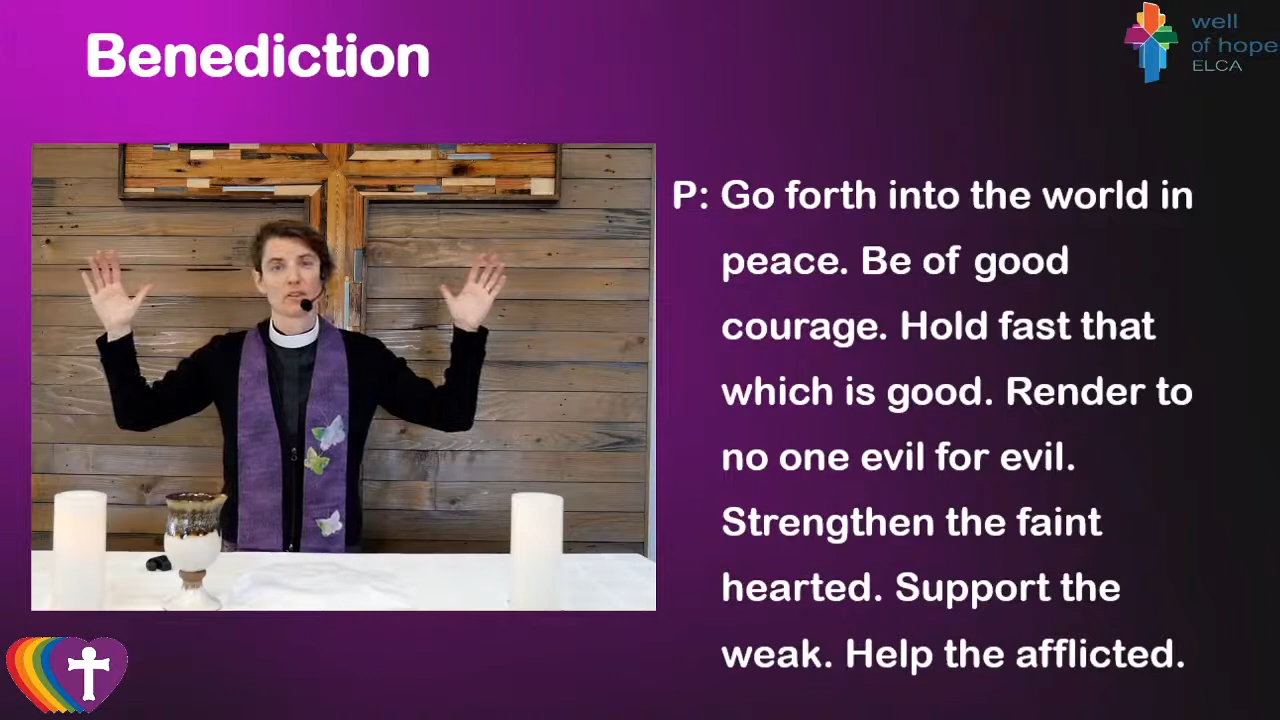 Benediction
well
of hope
ELCA
P: Go forth into the world in
peace. Be of good
courage. Hold fast that
which is good. Render to
no one evil for evil.
Strengthen the faint
hearted. Support the
weak. Help the afflicted.